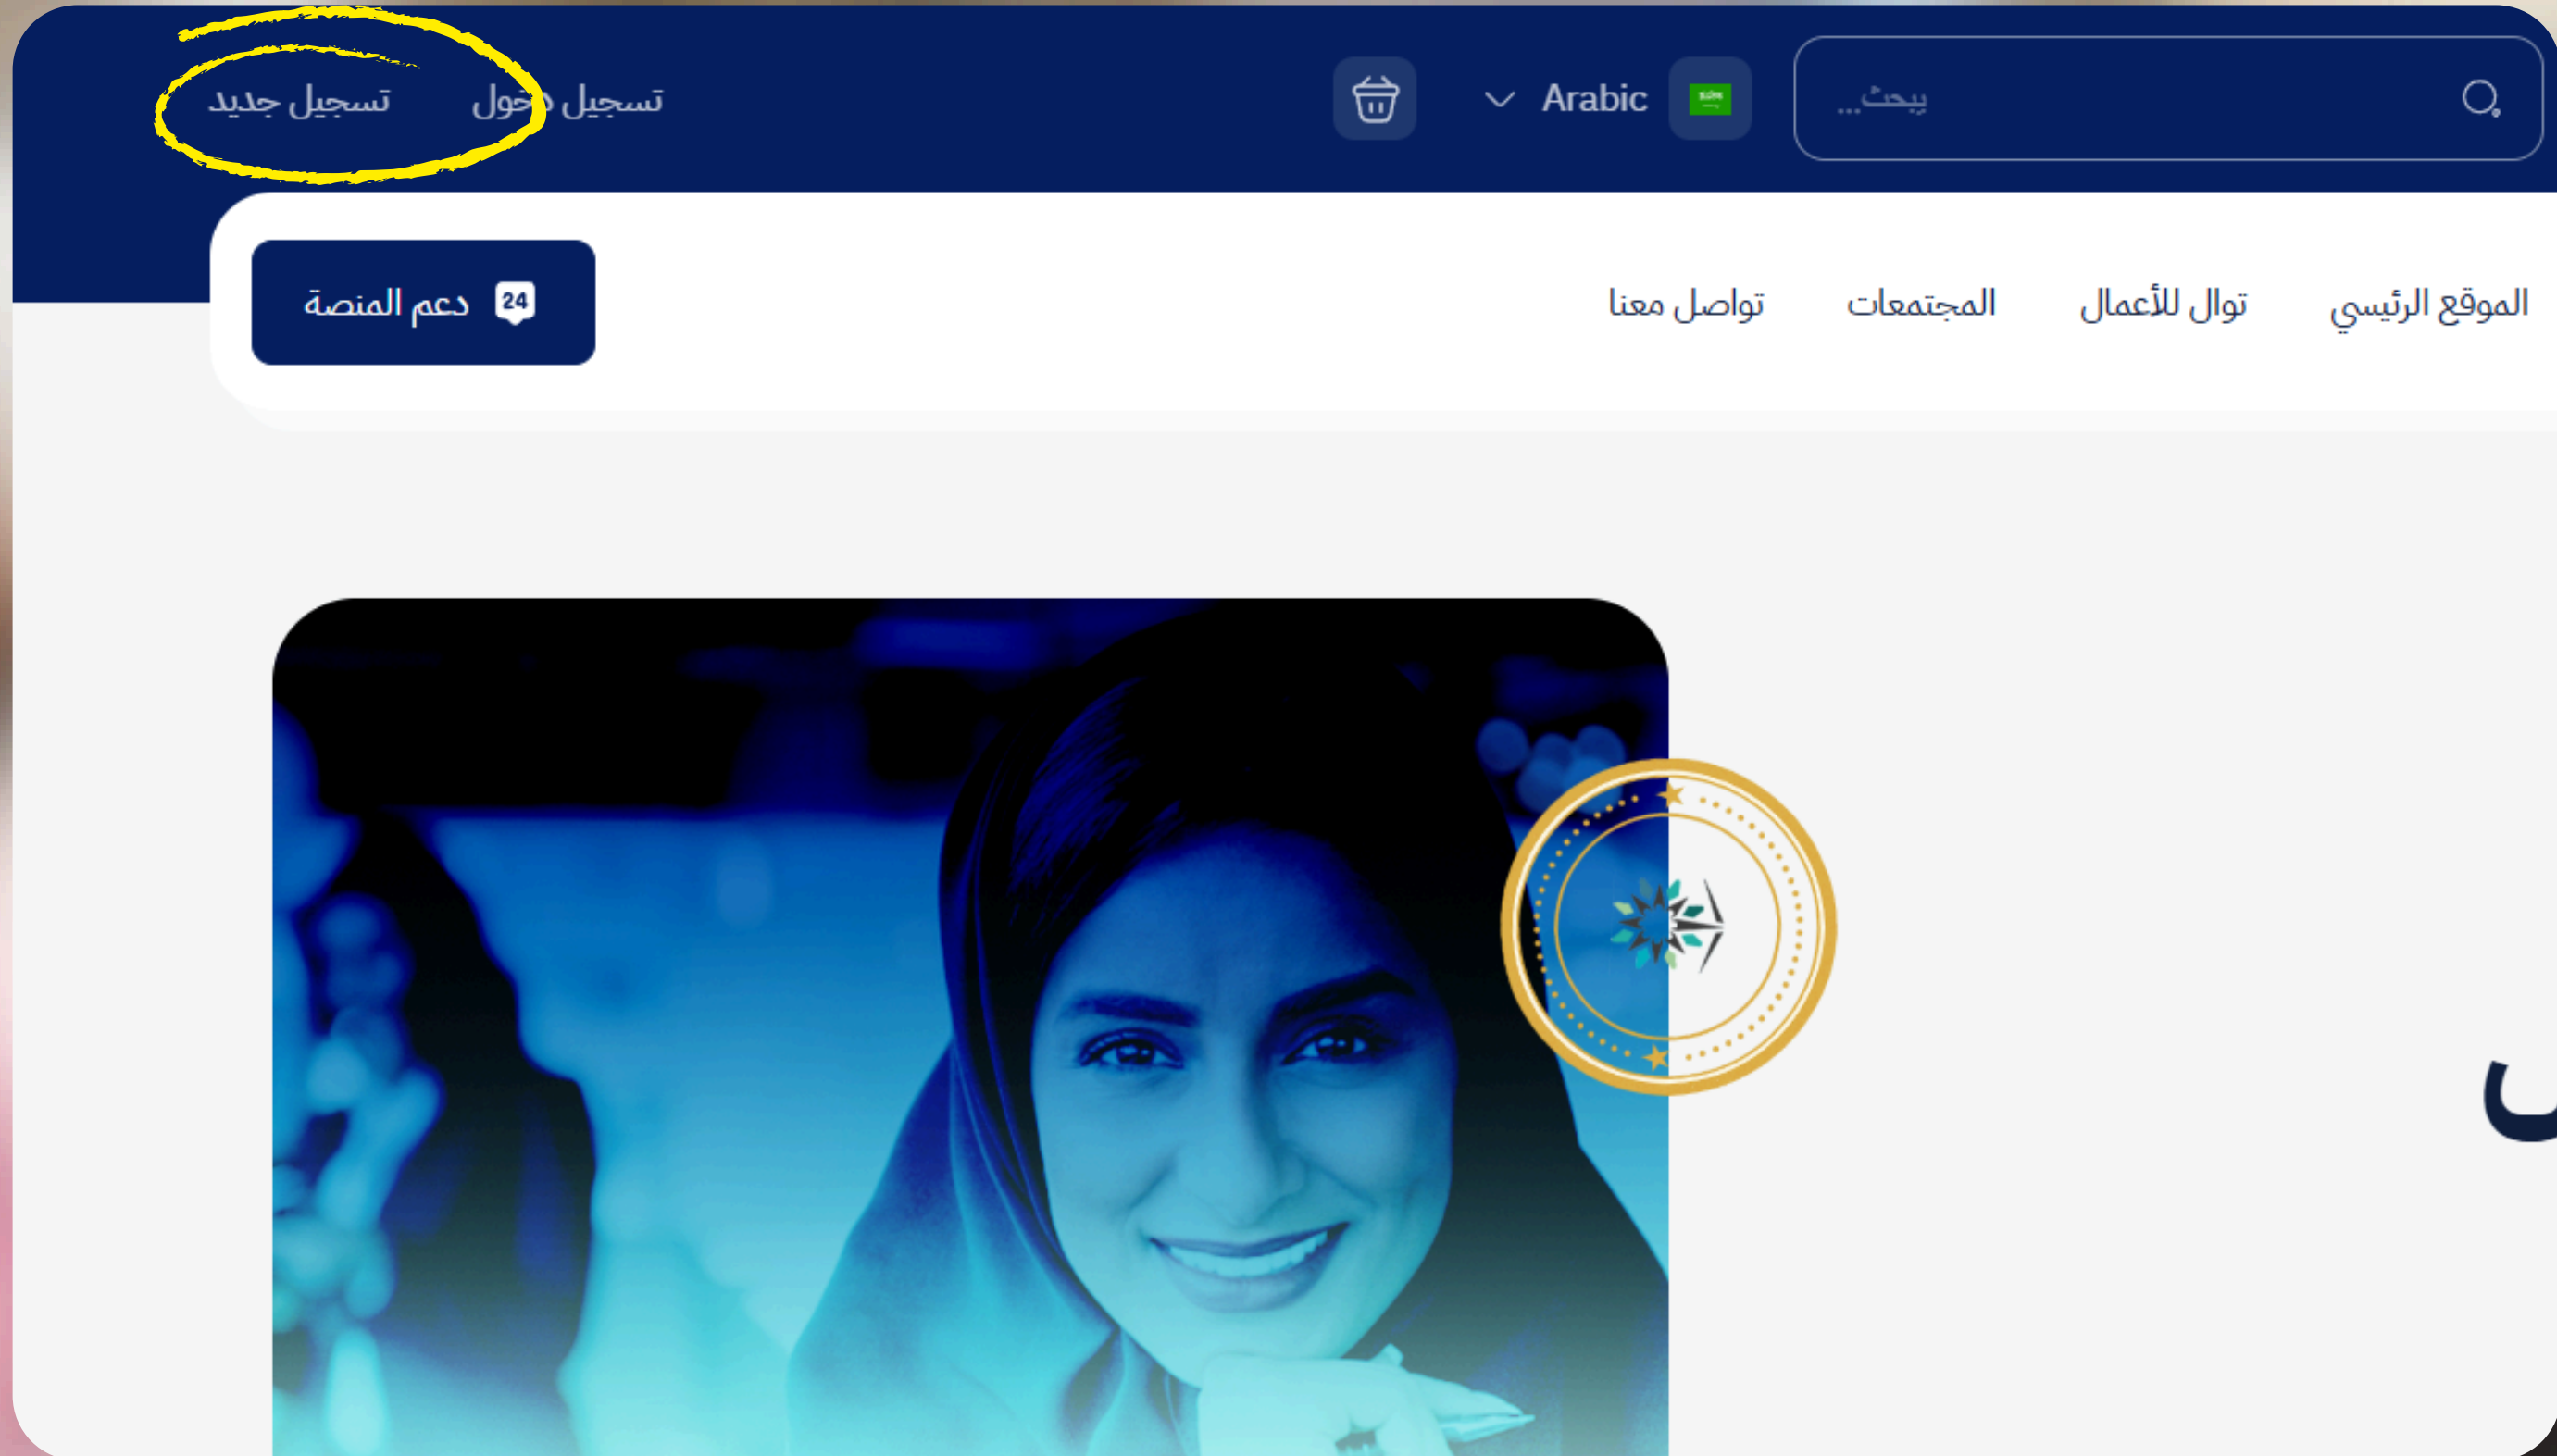 يبحث...
Arabic
تسجيل دخول
تسجيل جديد
الموقع الرئيسي
توال للأعمال
المجتمعات
تواصل معنا
24 دعم المنصة